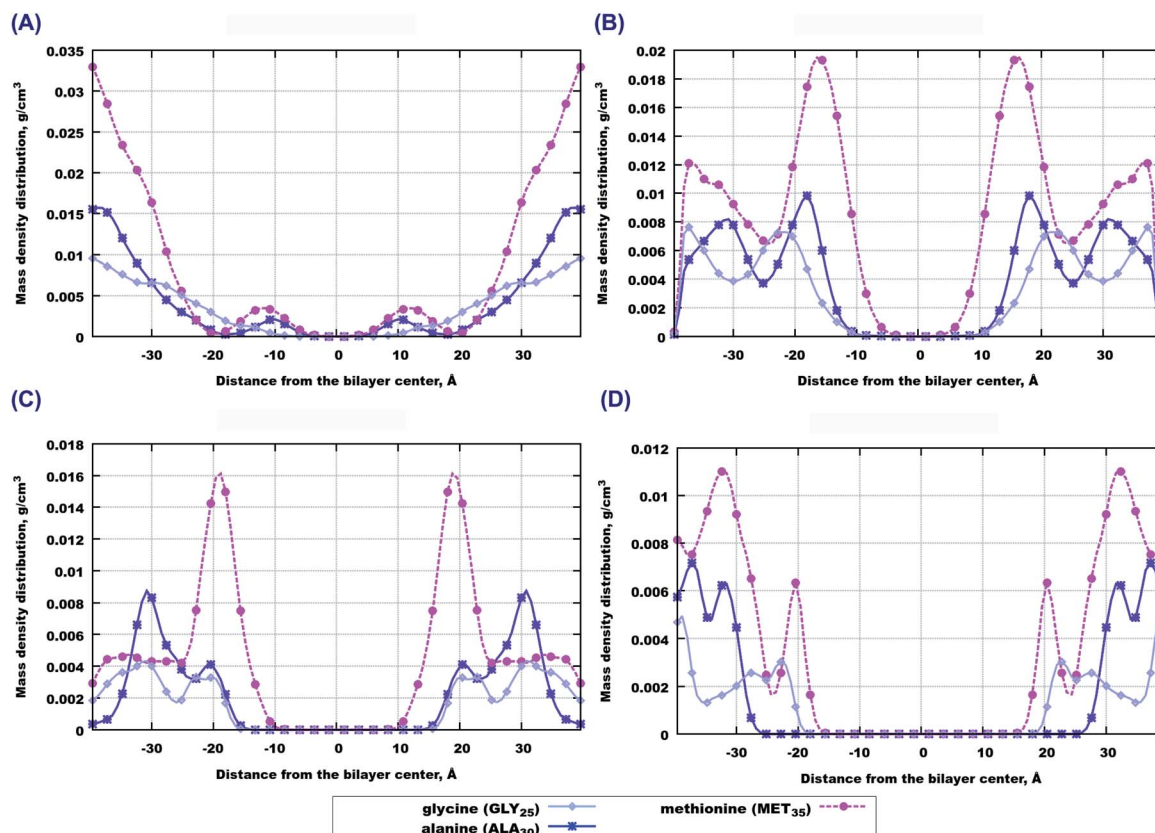 (A)
(B)
0.035
0.03
0.025
0.02
0.015
0.01
0.005
0
Mass density distribution, g/cm³
-30 -20 -10 0 10 20 30
Distance from the bilayer center, Å
0.02
0.018
0.016
0.014
0.012
0.01
0.008
0.006
0.004
0.002
0
Mass density distribution, g/cm³
-30 -20 -10 0 10 20 30
Distance from the bilayer center, Å
(C)
(D)
0.018
0.016
0.014
0.012
0.01
0.008
0.006
0.004
0.002
0
Mass density distribution, g/cm³
-30 -20 -10 0 10 20 30
Distance from the bilayer center, Å
0.012
0.01
0.008
0.006
0.004
0.002
0
Mass density distribution, g/cm³
-30 -20 -10 0 10 20 30
Distance from the bilayer center, Å
glycine (GLY₂₅) methionine (MET₃₅)
alanine (ALA₃₀)